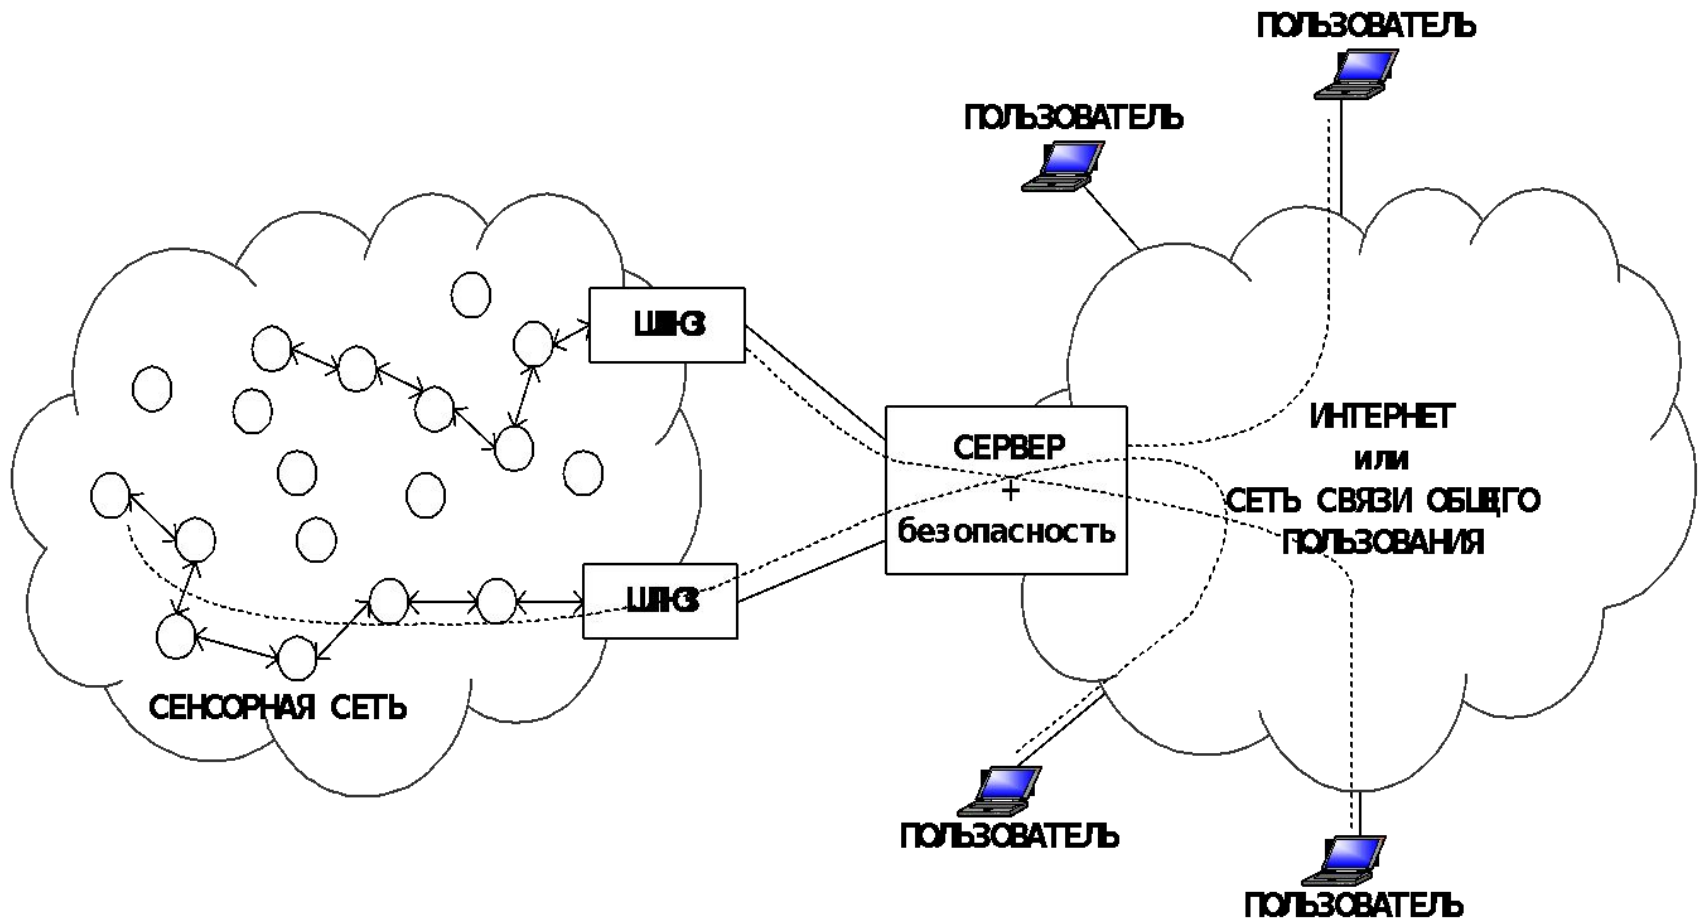 ПОЛЬЗОВАТЕЛЬ
ПОЛЬЗОВАТЕЛЬ
ШЛЮЗ
СЕРВЕР
+
безопасность
ИНТЕРНЕТ
или
СЕТЬ СВЯЗИ ОБЩЕГО
ПОЛЬЗОВАНИЯ
ШЛЮЗ
СЕНСОРНАЯ СЕТЬ
ПОЛЬЗОВАТЕЛЬ
ПОЛЬЗОВАТЕЛЬ